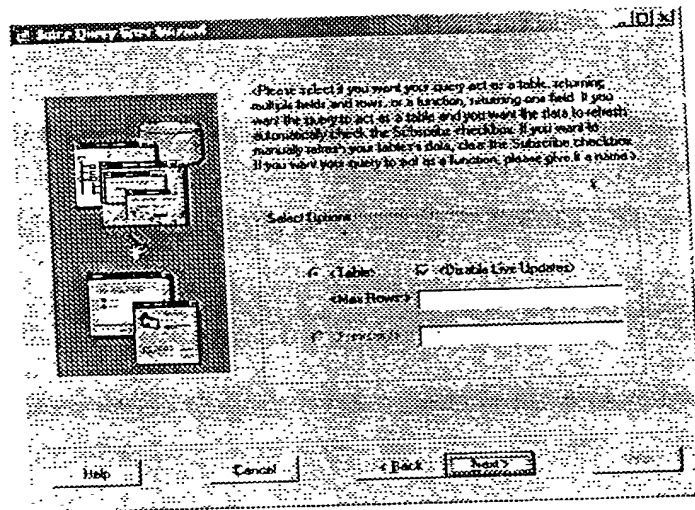 Query Wizard
<Please select if you want your query act as a table, returning
multiple fields and rows, or a function, returning one field. If you
want the query to act as a table and you want the data to refresh
automatically check the Subscribe checkbox. If you want to
manually refresh your table's data, clear the Subscribe checkbox.
If you want your query to act as a function, please give it a name.>
Select Options
<Table> <Disable Live Updates>
<Max Rows>
Help Cancel < Back Next >